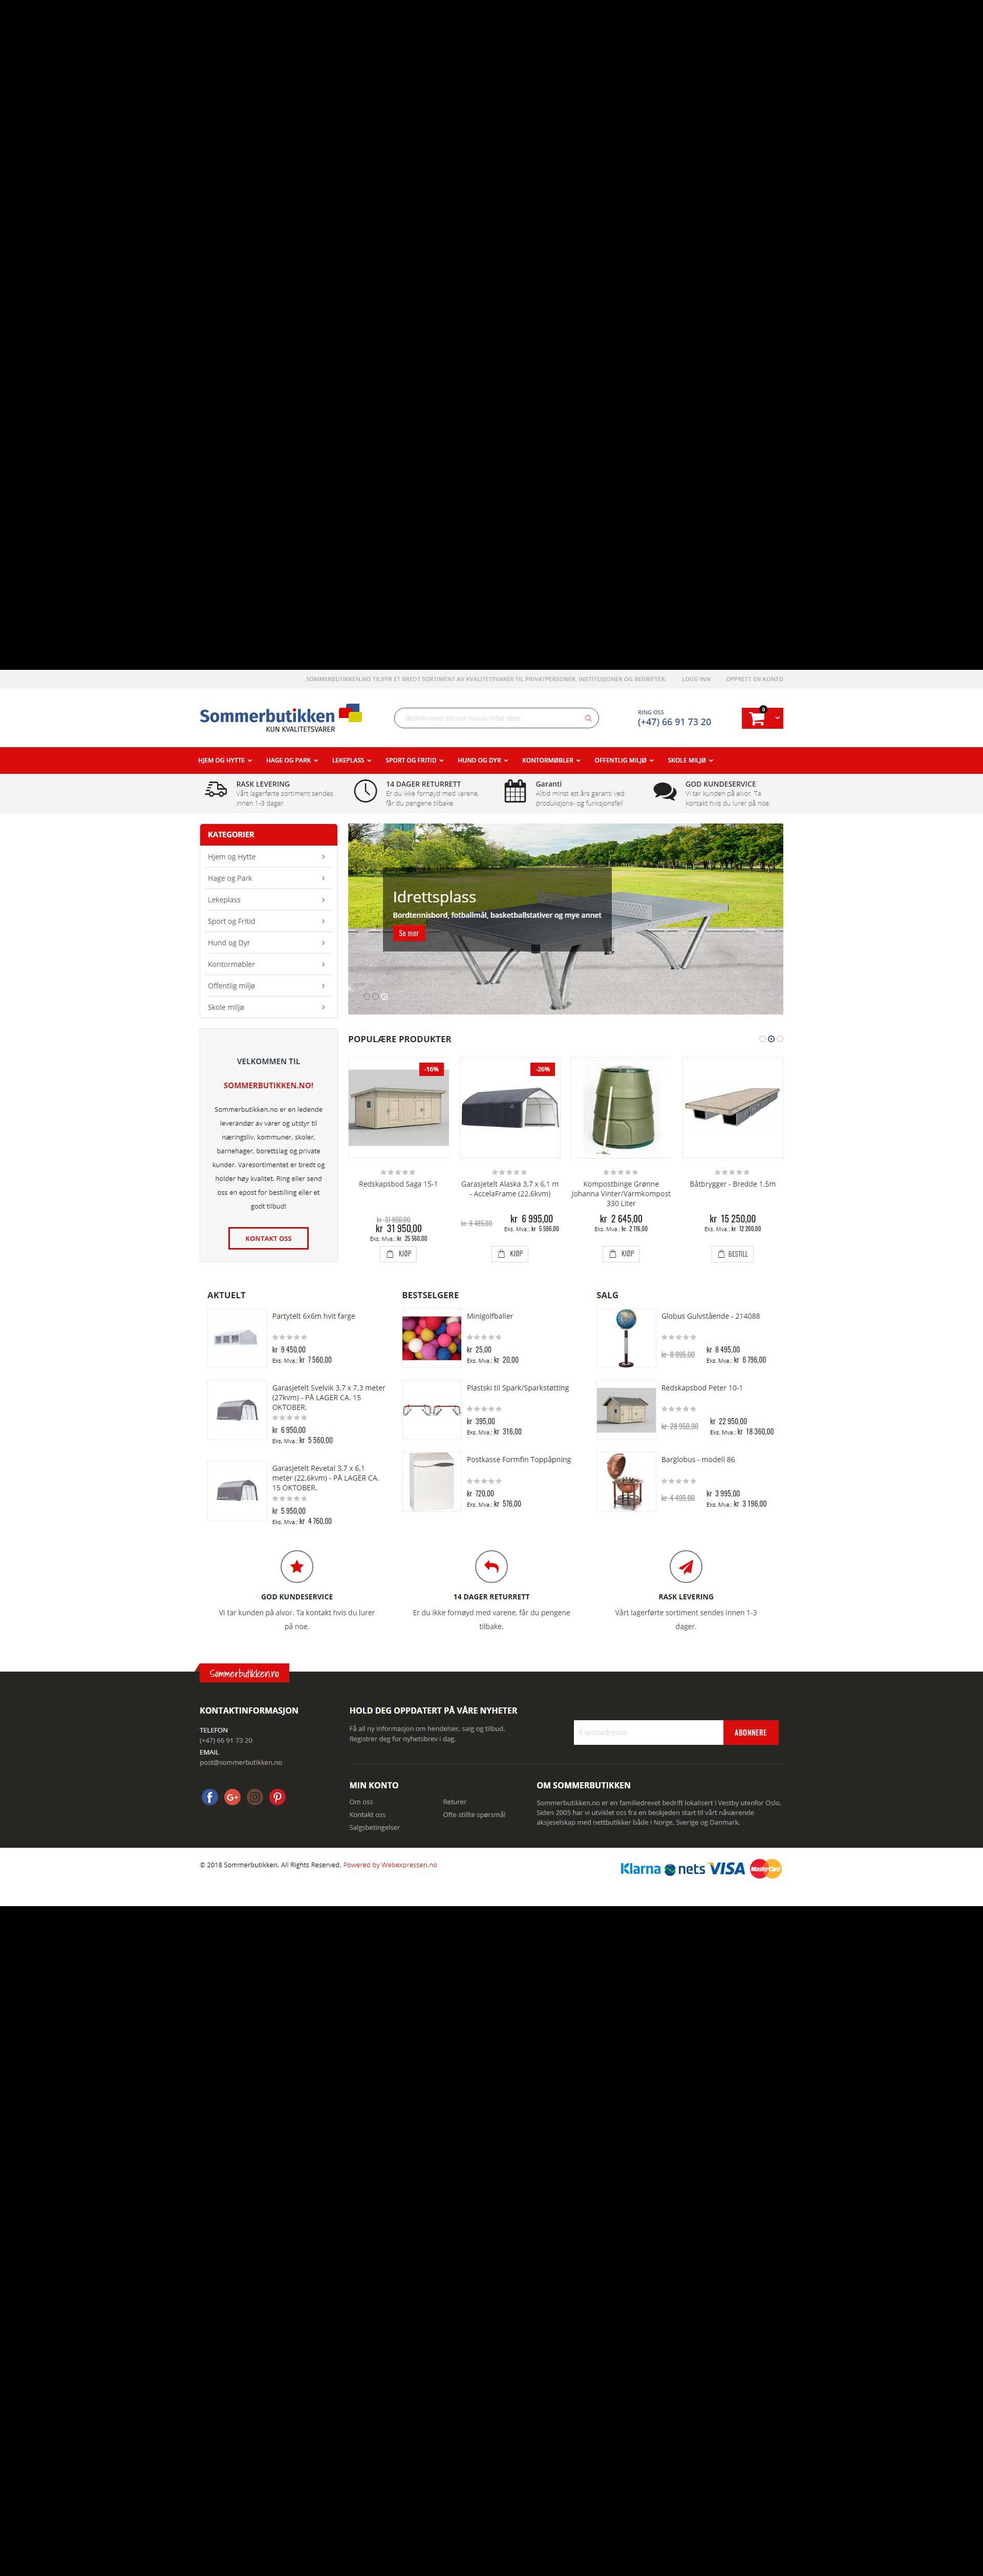 SOMMERBUTIKKEN.NO TILBYR ET BREDT SORTIMENT AV KVALITETSVARER TIL PRIVATPERSONER, INSTITUSJONER OG BEDRIFTER. LOGG INN OPPRETT EN KONTO
Sommerbutikken
KUN KVALITETSVARER
Beskriv med ett ord hva du leter etter
RING OSS
(+47) 66 91 73 20
0
HJEM OG HYTTE HAGE OG PARK LEKEPLASS SPORT OG FRITID HUND OG DYR KONTORMØBLER OFFENTLIG MILJØ SKOLE MILJØ
RASK LEVERING
Vårt lagerførte sortiment sendes
innen 1-3 dager
14 DAGER RETURRETT
Er du ikke fornøyd med varene,
får du pengene tilbake.
Garanti
Alltid minst ett års garanti ved
produksjons- og funksjonsfeil.
GOD KUNDESERVICE
Vi tar kunden på alvor. Ta
kontakt hvis du lurer på noe.
KATEGORIER
Hjem og Hytte
Hage og Park
Lekeplass
Sport og Fritid
Hund og Dyr
Kontormøbler
Offentlig miljø
Skole miljø
Idrettsplass
Bordtennisbord, fotballmål, basketballstativer og mye annet
Se mer
VELKOMMEN TIL
SOMMERBUTIKKEN.NO!
Sommerbutikken.no er en ledende
leverandør av varer og utstyr til
næringsliv, kommuner, skoler,
barnehager, borettslag og private
kunder. Varesortimentet er bredt og
holder høy kvalitet. Ring eller send
oss en epost for bestilling eller et
godt tilbud!
KONTAKT OSS
POPULÆRE PRODUKTER
-16%
Redskapsbod Saga 15-1
kr 37 950,00
kr 31 950,00
Eks. Mva.: kr 25 560,00
KJØP
-26%
Garasjetelt Alaska 3,7 x 6,1 m
- AccelaFrame (22,6kvm)
kr 9 495,00 kr 6 995,00
Eks. Mva.: kr 5 596,00
KJØP
Kompostbinge Grønne
Johanna Vinter/Varmkompost
330 Liter
kr 2 645,00
Eks. Mva.: kr 2 116,00
KJØP
Båtbrygger - Bredde 1.5m
kr 15 250,00
Eks. Mva.: kr 12 200,00
BESTILL
AKTUELT
Partytelt 6x6m hvit farge
kr 9 450,00
Eks. Mva.: kr 7 560,00
Garasjetelt Svelvik 3,7 x 7,3 meter
(27kvm) - PÅ LAGER CA. 15
OKTOBER.
kr 6 950,00
Eks. Mva.: kr 5 560,00
Garasjetelt Revetal 3,7 x 6,1
meter (22,6kvm) - PÅ LAGER CA.
15 OKTOBER.
kr 5 950,00
Eks. Mva.: kr 4 760,00
BESTSELGERE
Minigolfballer
kr 25,00
Eks. Mva.: kr 20,00
Plastski til Spark/Sparkstøtting
kr 395,00
Eks. Mva.: kr 316,00
Postkasse Formfin Toppåpning
kr 720,00
Eks. Mva.: kr 576,00
SALG
Globus Gulvstående - 214088
kr 8 995,00 kr 8 495,00
Eks. Mva.: kr 6 796,00
Redskapsbod Peter 10-1
kr 28 950,00 kr 22 950,00
Eks. Mva.: kr 18 360,00
Barglobus - modell 86
kr 4 495,00 kr 3 995,00
Eks. Mva.: kr 3 196,00
GOD KUNDESERVICE
Vi tar kunden på alvor. Ta kontakt hvis du lurer
på noe.
14 DAGER RETURRETT
Er du ikke fornøyd med varene, får du pengene
tilbake.
RASK LEVERING
Vårt lagerførte sortiment sendes innen 1-3
dager.
Sommerbutikken.no
KONTAKTINFORMASJON
TELEFON
(+47) 66 91 73 20
EMAIL
post@sommerbutikken.no
HOLD DEG OPPDATERT PÅ VÅRE NYHETER
Få all ny informasjon om hendelser, salg og tilbud.
Registrer deg for nyhetsbrev i dag.
E-postadresse
ABONNERE
MIN KONTO
Om oss
Kontakt oss
Salgsbetingelser
Returer
Ofte stillte spørsmål
OM SOMMERBUTIKKEN
Sommerbutikken.no er en familiedrevet bedrift lokalisert i Vestby utenfor Oslo.
Siden 2005 har vi utviklet oss fra en beskjeden start til vårt nåværende
aksjeselskap med nettbutikker både i Norge, Sverige og Danmark.
© 2018 Sommerbutikken. All Rights Reserved. Powered by Webexpressen.no
Klarna nets VISA MasterCard